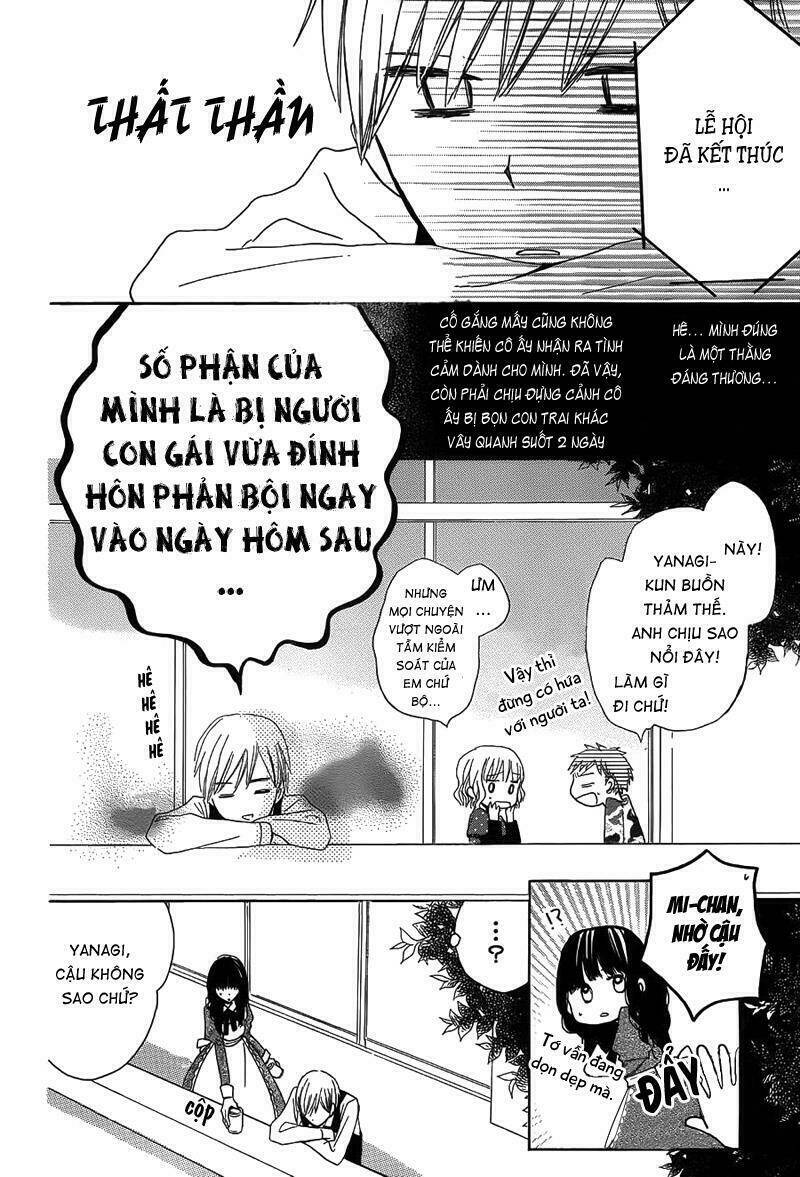 LỄ HỘI
ĐÃ KẾT THÚC
...
THẤT THẦN
HÊ... MÌNH ĐÚNG
LÀ MỘT THẰNG
ĐÁNG THƯƠNG...
CỐ GẮNG MẤY CŨNG KHÔNG
THỂ KHIẾN CÔ ẤY NHẬN RA TÌNH
CẢM DÀNH CHO MÌNH. ĐÃ VẬY,
CÒN PHẢI CHỊU ĐỰNG CẢNH CÔ
ẤY BỊ BỌN CON TRAI KHÁC
VÂY QUANH SUỐT 2 NGÀY
SỐ PHẬN CỦA
MÌNH LÀ BỊ NGƯỜI
CON GÁI VỪA ĐÍNH
HÔN PHẢN BỘI NGAY
VÀO NGÀY HÔM SAU
...
NÀY!
YANAGI-
KUN BUỒN
THẢM THẾ.
ANH CHỊU SAO
NỔI ĐÂY!
LÀM GÌ
ĐI CHỨ!
ƯM
...
NHƯNG
MỌI CHUYỆN
VƯỢT NGOÀI
TẦM KIỂM
SOÁT CỦA
EM CHỨ
BỘ...
Vậy thì
đừng có hứa
với người ta!
HÊ
HÊ
HÊ
HÊ
MI-CHAN,
NHỜ CẬU
ĐẤY!
!?
Tớ vẫn đang
dọn dẹp mà.
ĐẨY
...?
YANAGI,
CẬU KHÔNG
SAO CHỨ?
CỘP